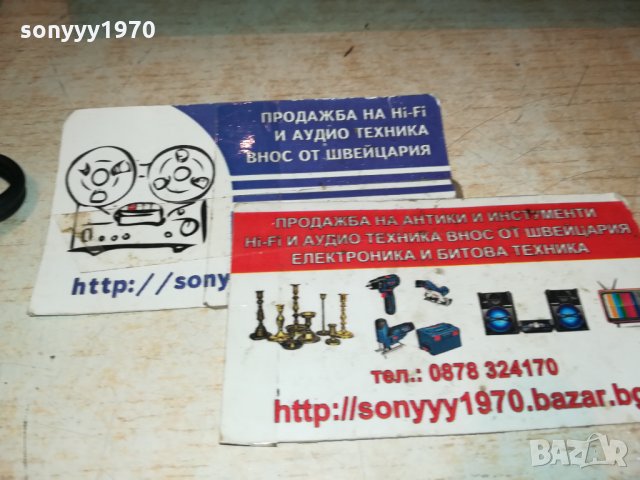 sonyyy1970
ПРОДАЖБА НА Hi-Fi
И АУДИО ТЕХНИКА
ВНОС ОТ ШВЕЙЦАРИЯ
http://sony
-ПРОДАЖБА НА АНТИКИ И ИНСТУМЕНТИ
Hi-Fi И АУДИО ТЕХНИКА ВНОС ОТ ШВЕЙЦАРИЯ
ЕЛЕКТРОНИКА И БИТОВА ТЕХНИКА
тел.: 0878 324170
http://sonyyy1970.bazar.bg
BAZAR